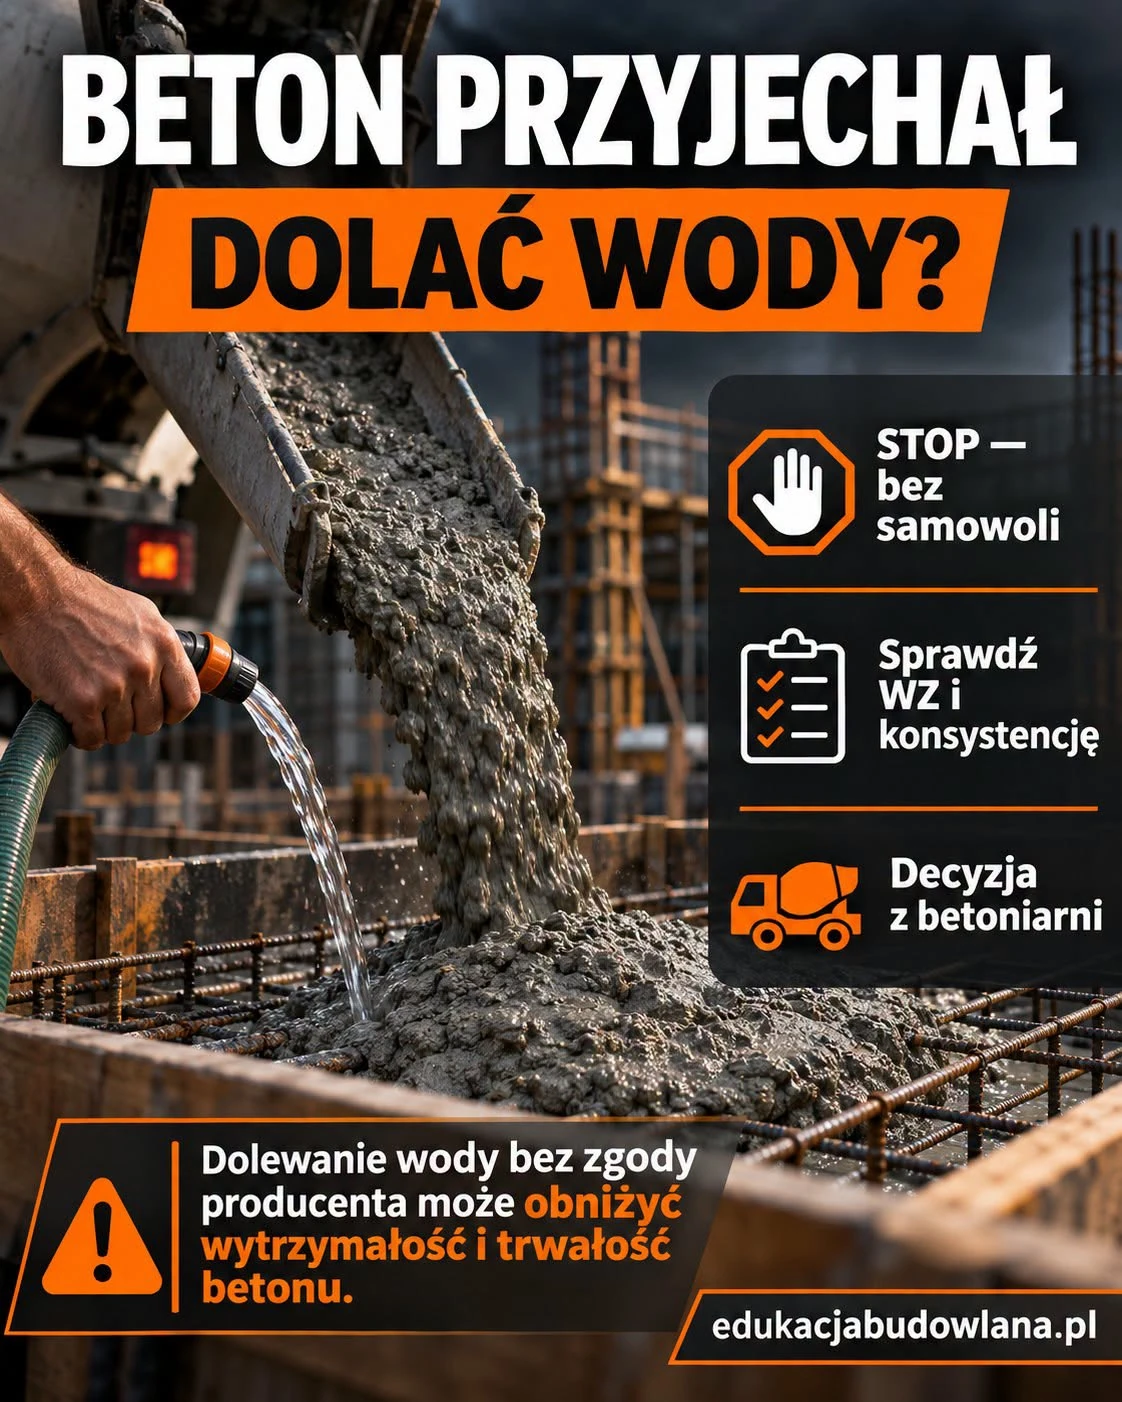 BETON PRZYJECHAŁ
DOLAĆ WODY?
STOP —
bez
samowoli
Sprawdź
WZ i
konsystencję
Decyzja
z betoniarni
Dolewanie wody bez zgody
producenta może obniżyć
wytrzymałość i trwałość
betonu.
edukacjabudowlana.pl